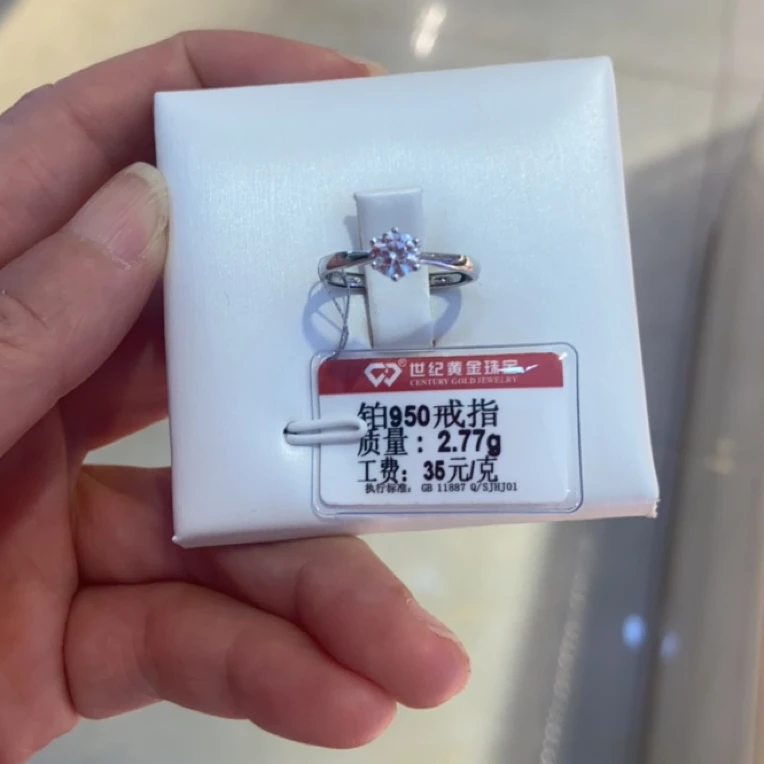 ®世纪黄金珠宝
CENTURY GOLD JEWELRY
铂950戒指
质量：2.77g
工费：35元/克
执行标准： GB 11887 Q/SJHJ01